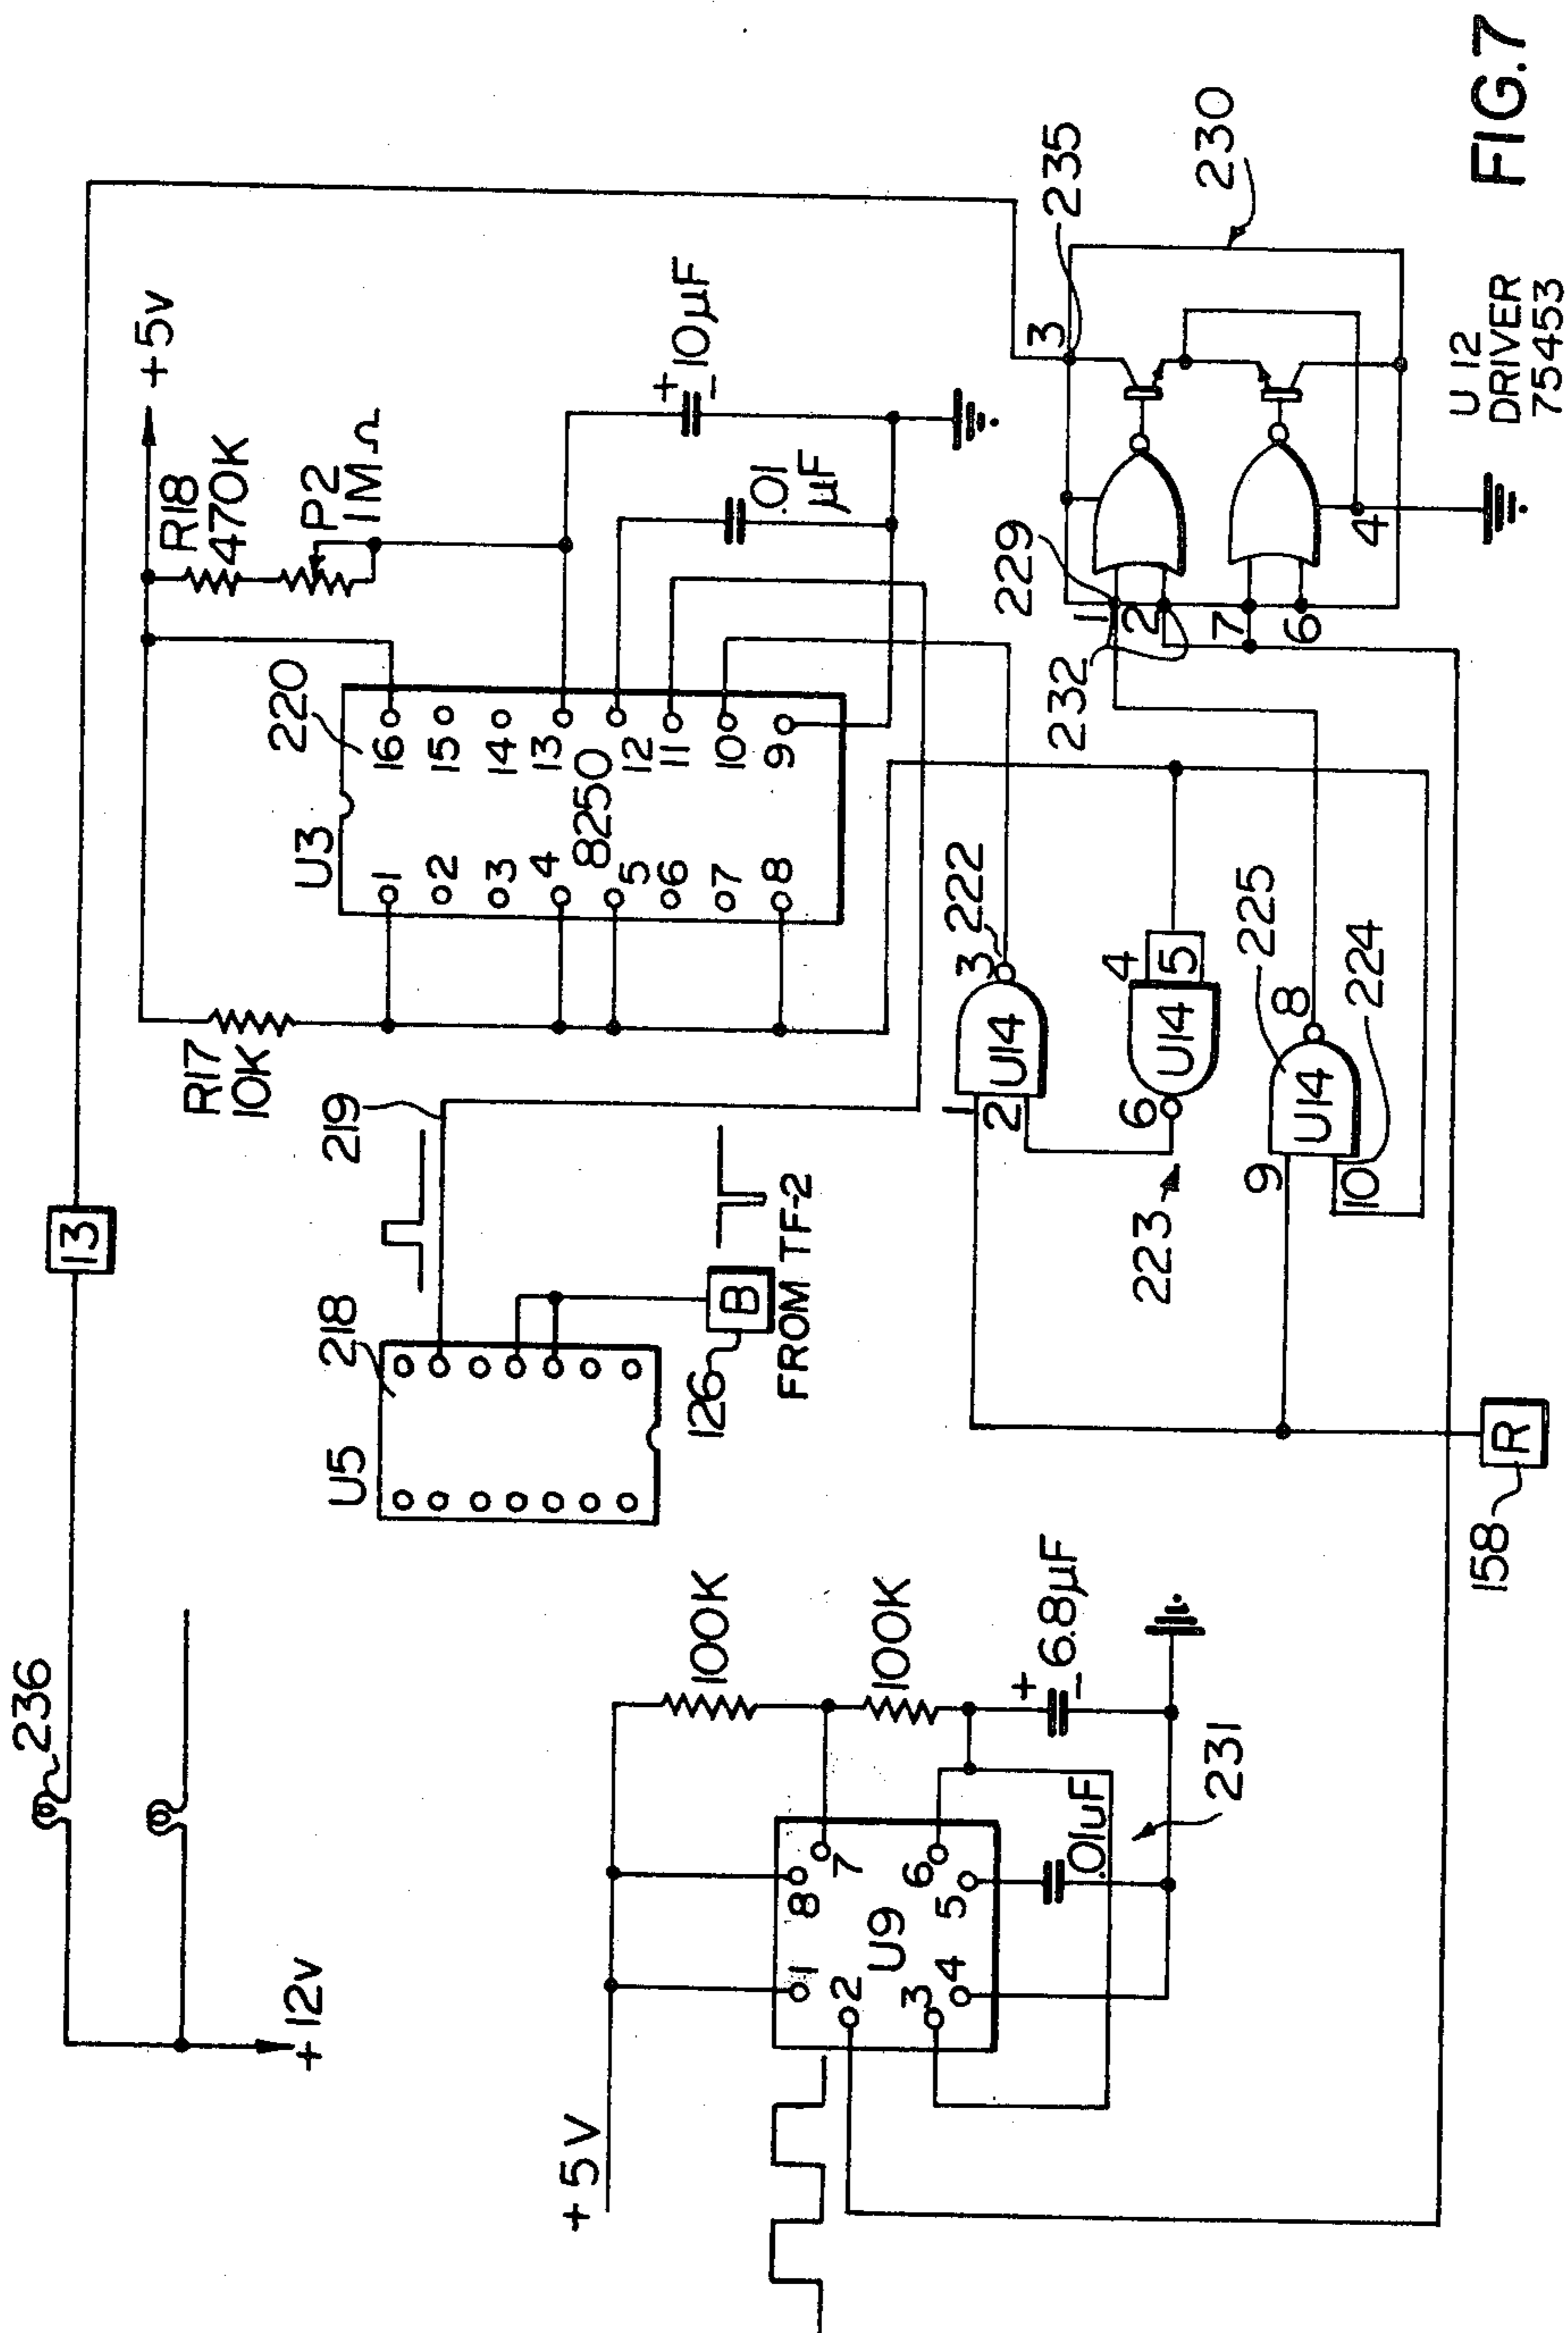 236
13
+12v
+5v
R18
470K
P2
1MΩ
R17
10K
219
218
U5
B
126
FROM TF-2
U3
220
8250
1
2
3
4
5
6
7
8
16
15
14
13
12
11
10
9
10µF
+
-
.01
µF
+5V
100K
100K
6.8µF
+
-
.01uF
231
U9
1
2
3
4
8
7
6
5
222
U14
1
2
3
223
U14
4
5
6
225
224
U14
9
10
8
158
R
229
232
235
230
1
2
7
6
3
4
U12
DRIVER
75453
FIG.7